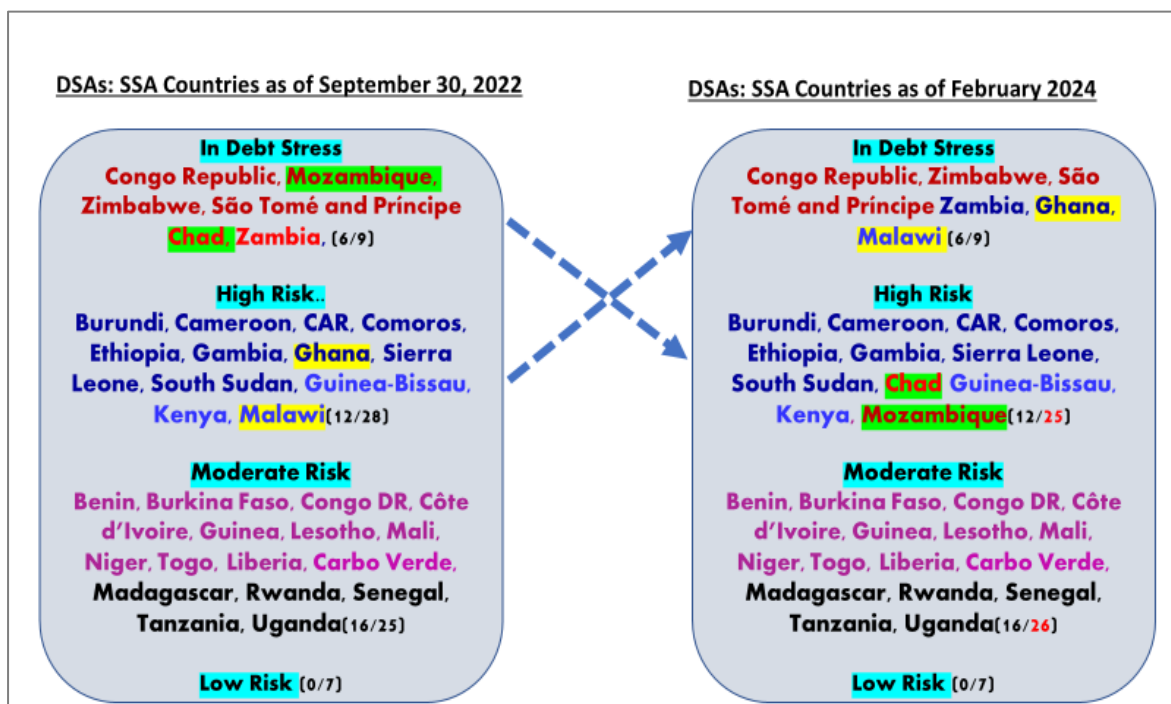 DSAs: SSA Countries as of September 30, 2022
In Debt Stress
Congo Republic, Mozambique,
Zimbabwe, São Tomé and Príncipe
Chad, Zambia, (6/9)
High Risk..
Burundi, Cameroon, CAR, Comoros,
Ethiopia, Gambia, Ghana, Sierra
Leone, South Sudan, Guinea-Bissau,
Kenya, Malawi(12/28)
Moderate Risk
Benin, Burkina Faso, Congo DR, Côte
d’Ivoire, Guinea, Lesotho, Mali,
Niger, Togo, Liberia, Carbo Verde,
Madagascar, Rwanda, Senegal,
Tanzania, Uganda(16/25)
Low Risk (0/7)
DSAs: SSA Countries as of February 2024
In Debt Stress
Congo Republic, Zimbabwe, São
Tomé and Príncipe Zambia, Ghana,
Malawi (6/9)
High Risk
Burundi, Cameroon, CAR, Comoros,
Ethiopia, Gambia, Sierra Leone,
South Sudan, Chad Guinea-Bissau,
Kenya, Mozambique(12/25)
Moderate Risk
Benin, Burkina Faso, Congo DR, Côte
d’Ivoire, Guinea, Lesotho, Mali,
Niger, Togo, Liberia, Carbo Verde,
Madagascar, Rwanda, Senegal,
Tanzania, Uganda(16/26)
Low Risk (0/7)